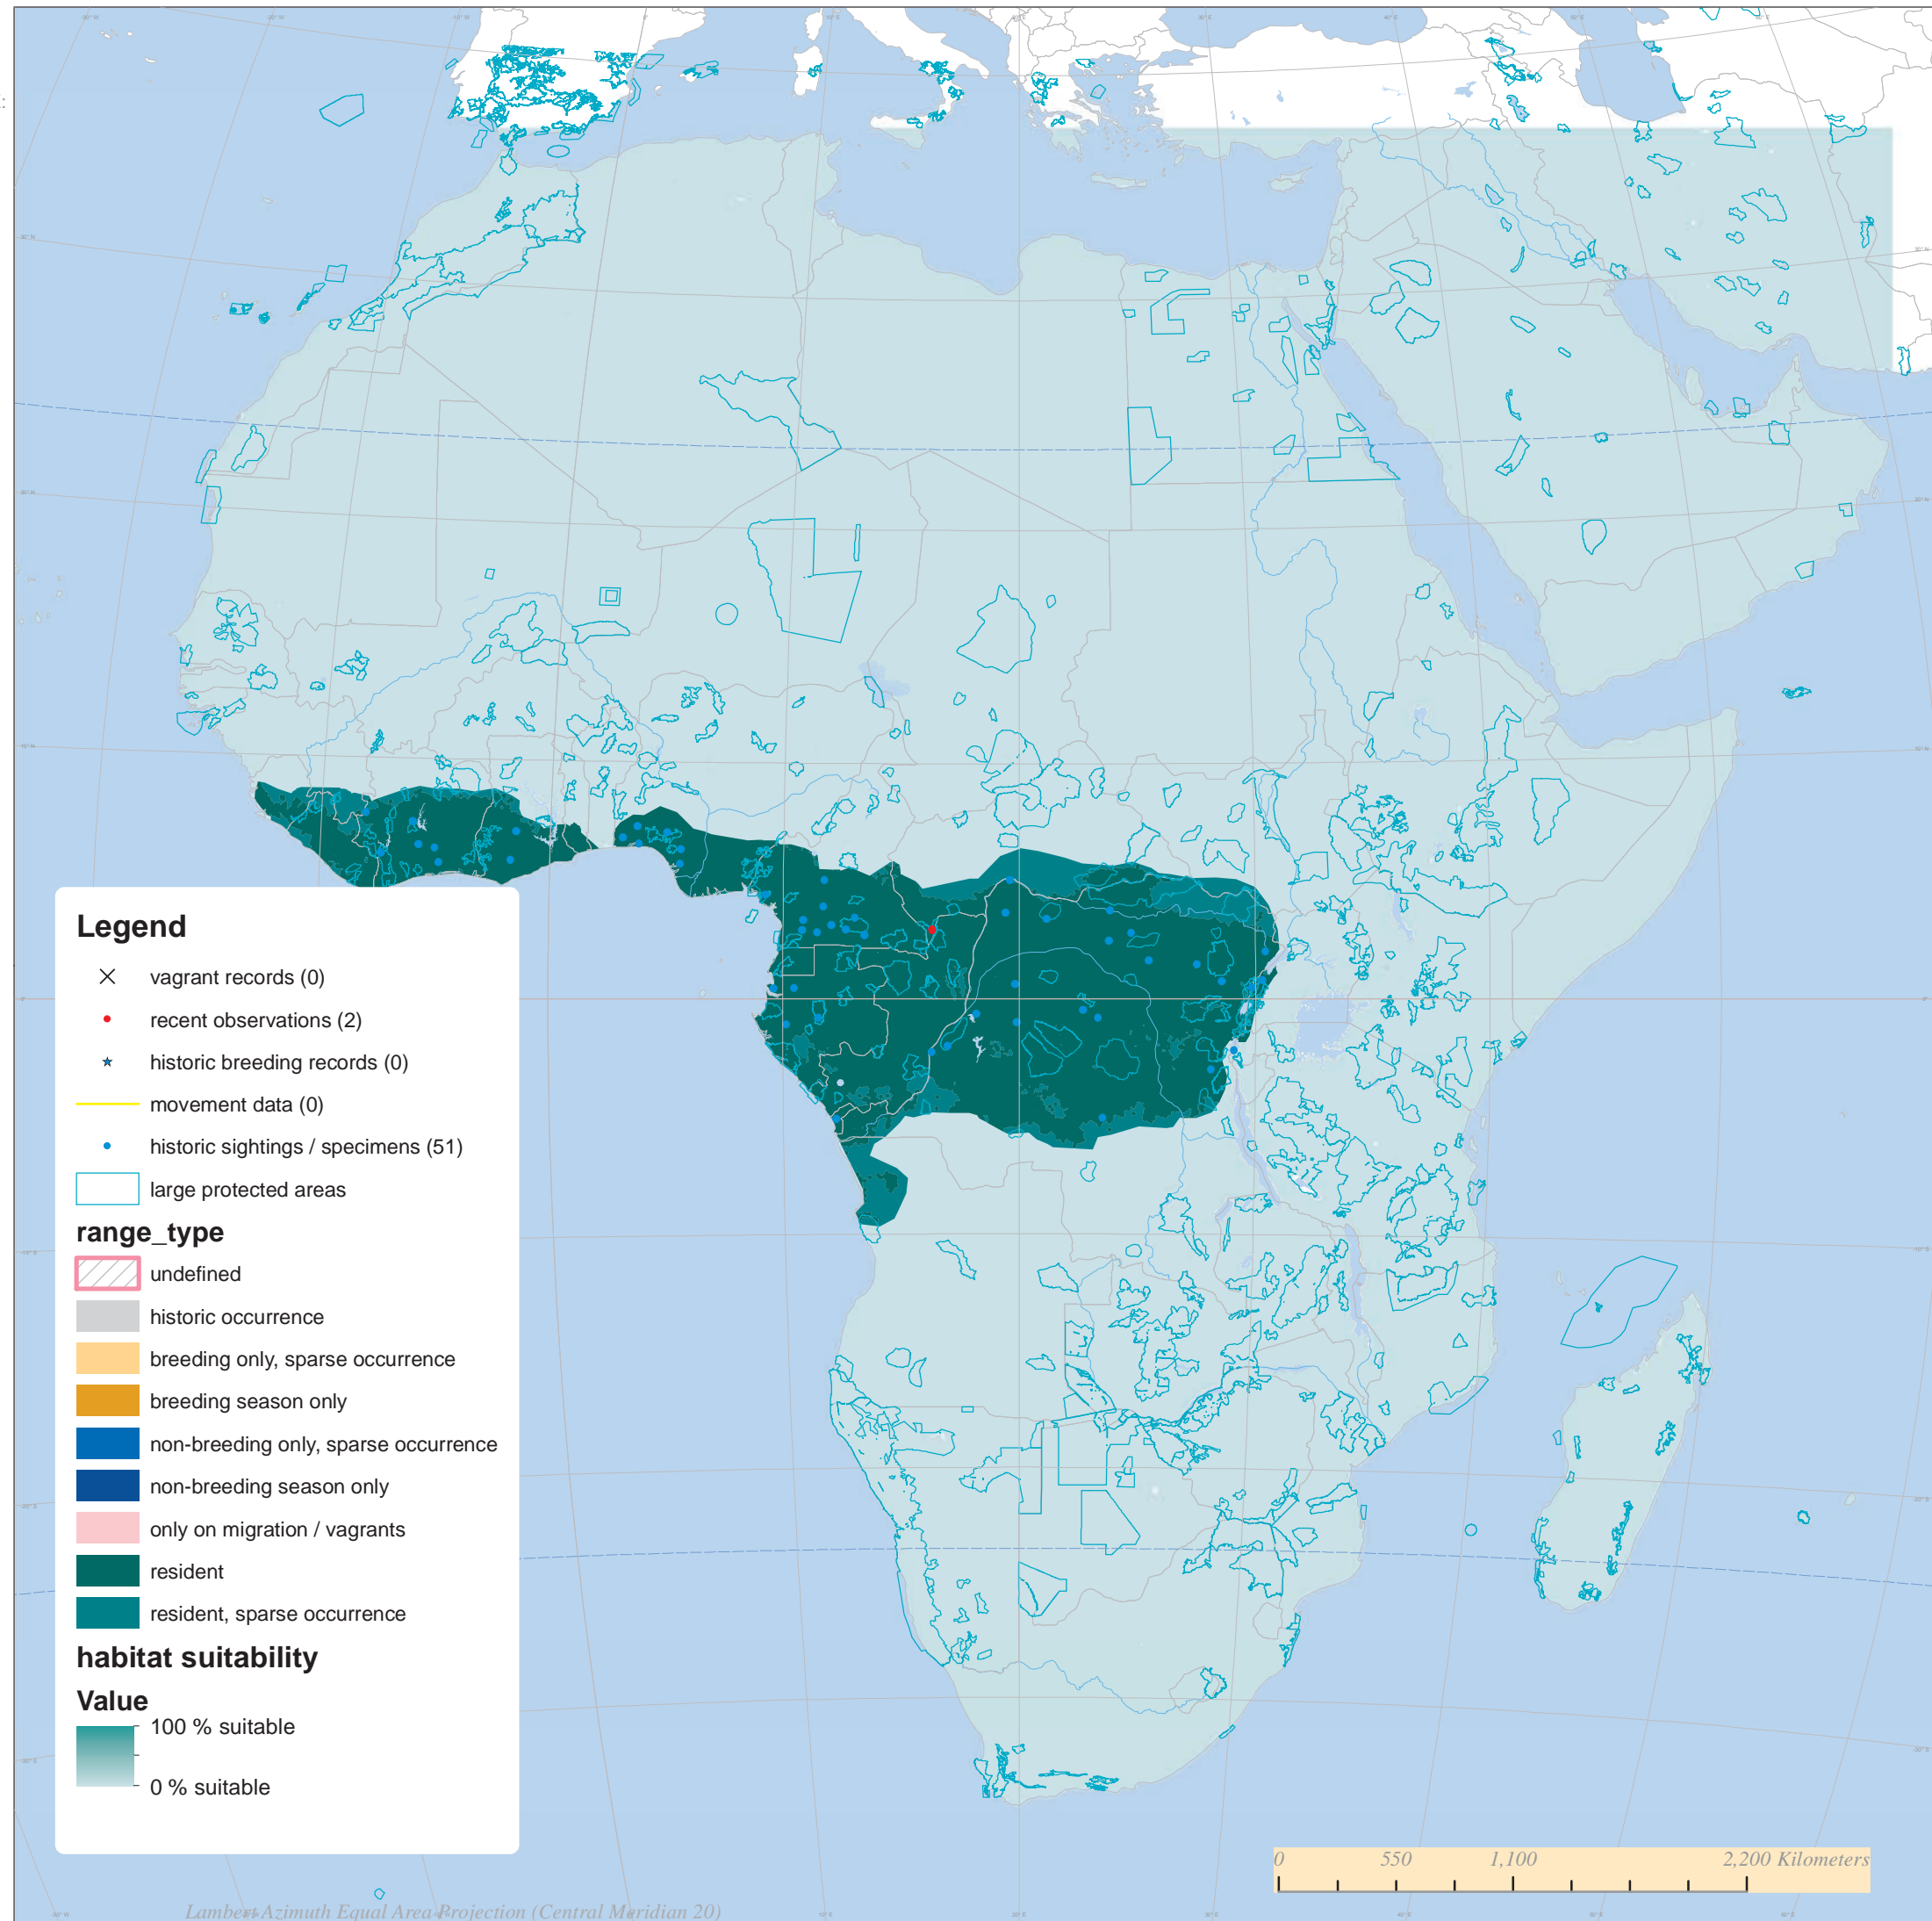 Legend
vagrant records (0)
recent observations (2)
historic breeding records (0)
movement data (0)
historic sightings / specimens (51)
large protected areas
range_type
undefined
historic occurrence
breeding only, sparse occurrence
breeding season only
non-breeding only, sparse occurrence
non-breeding season only
only on migration / vagrants
resident
resident, sparse occurrence
habitat suitability
Value
100 % suitable
0 % suitable
0 550 1,100 2,200 Kilometers
Lambert Azimuth Equal Area Projection (Central Meridian 20)